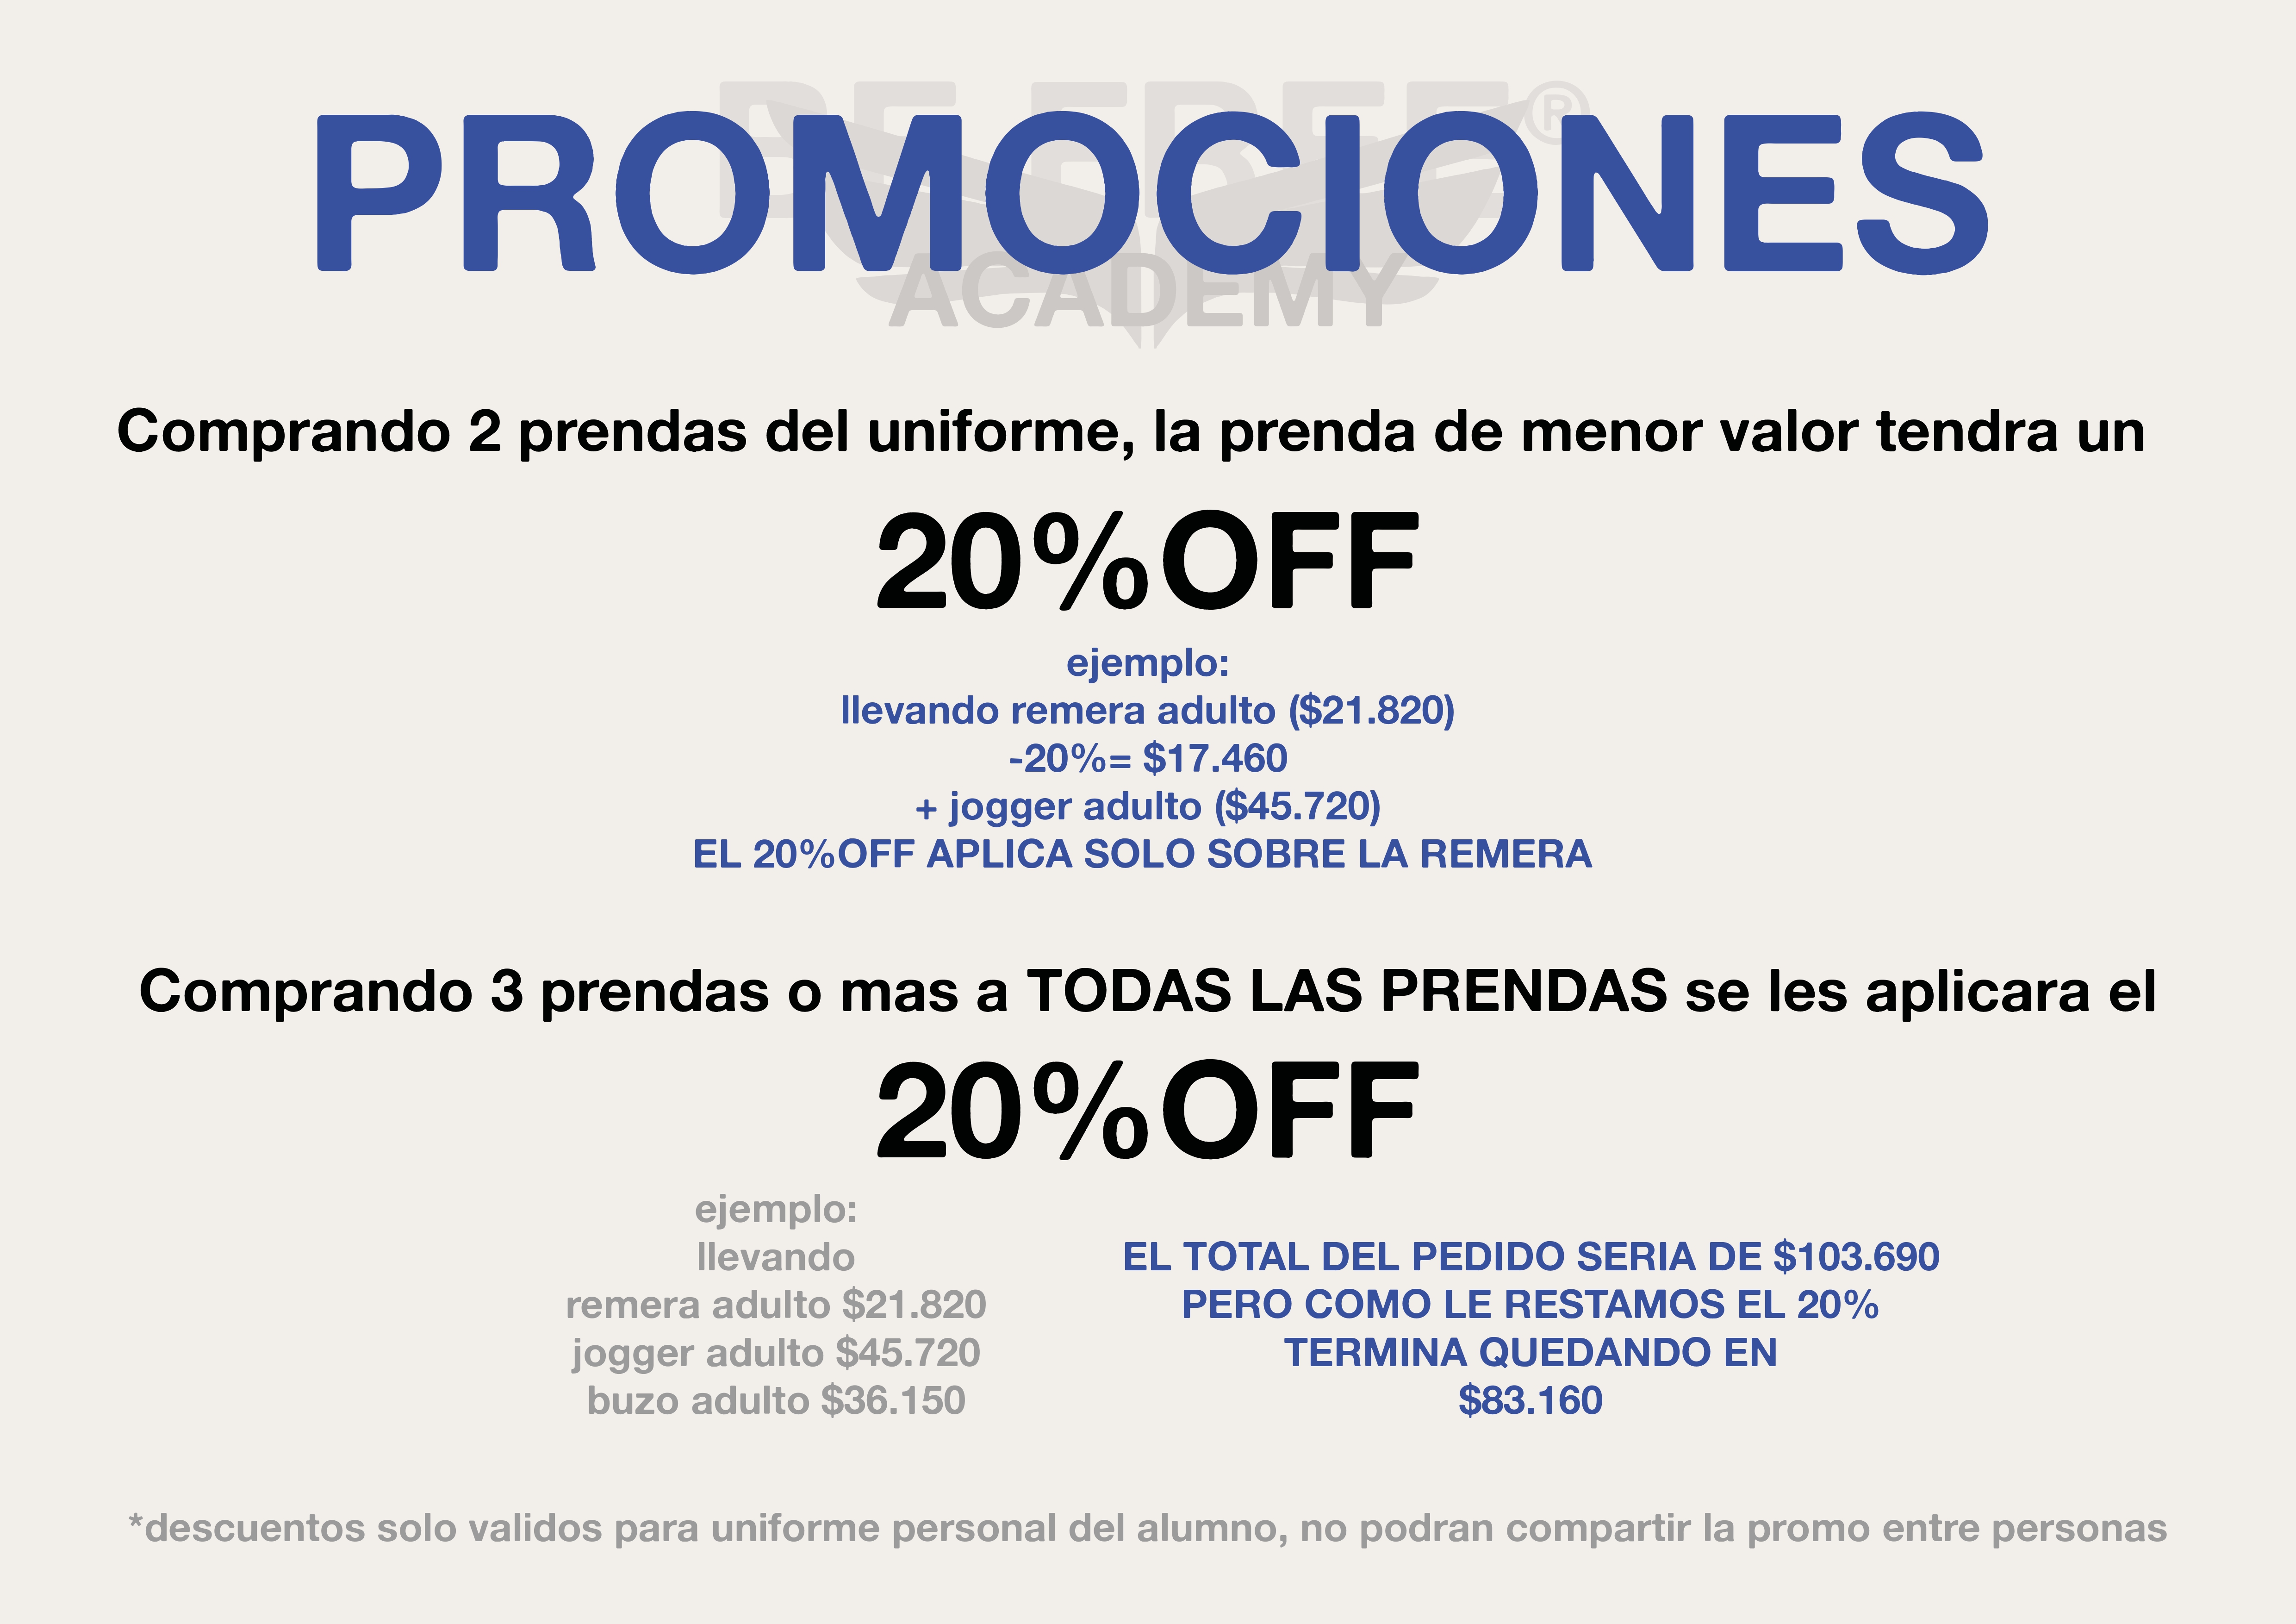 BE FREE®
PROMOCIONES
ACADEMY
Comprando 2 prendas del uniforme, la prenda de menor valor tendra un
20%OFF
ejemplo:
llevando remera adulto ($21.820)
-20%= $17.460
+ jogger adulto ($45.720)
EL 20%OFF APLICA SOLO SOBRE LA REMERA
Comprando 3 prendas o mas a TODAS LAS PRENDAS se les aplicara el
20%OFF
ejemplo:
llevando
remera adulto $21.820
jogger adulto $45.720
buzo adulto $36.150
EL TOTAL DEL PEDIDO SERIA DE $103.690
PERO COMO LE RESTAMOS EL 20%
TERMINA QUEDANDO EN
$83.160
*descuentos solo validos para uniforme personal del alumno, no podran compartir la promo entre personas